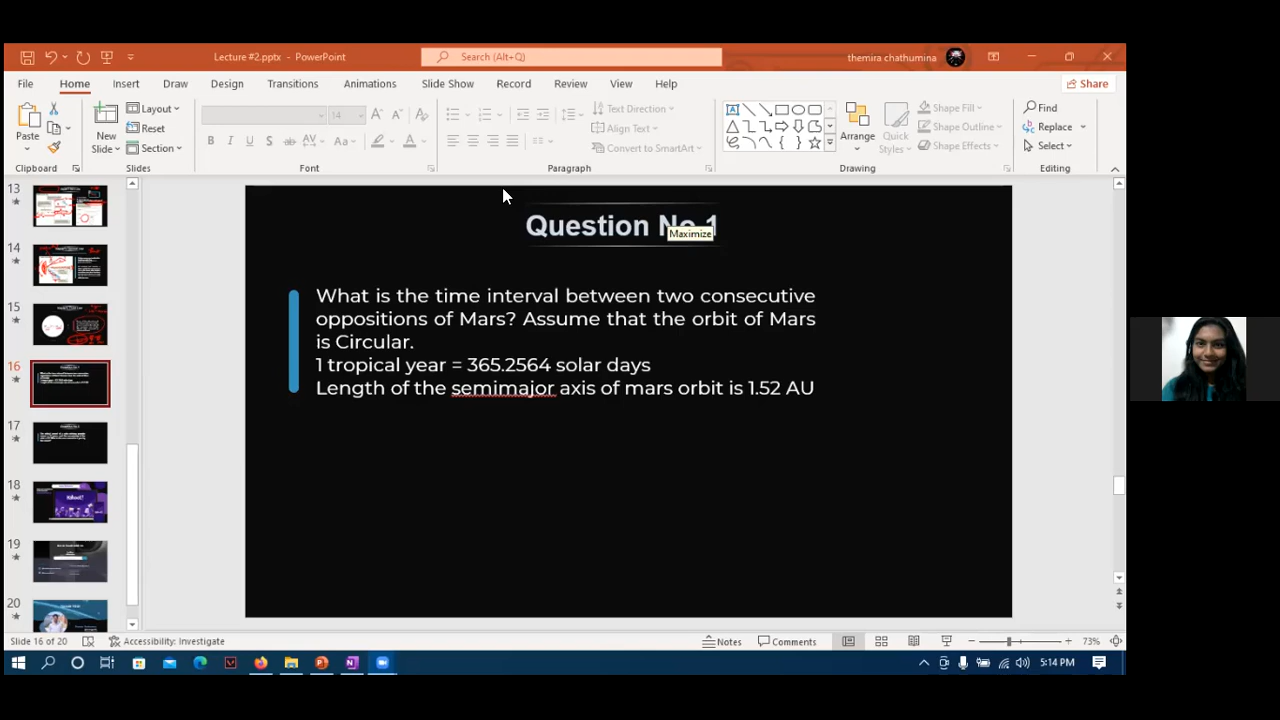 Lecture #2.pptx - PowerPoint
Search (Alt+Q)
themira chathumina
File Home Insert Draw Design Transitions Animations Slide Show Record Review View Help Share
Paste
New
Slide
Layout
Reset
Section
14
B I U S ab AV Aa A
Text Direction
Align Text
Convert to SmartArt
Arrange
Quick
Styles
Shape Fill
Shape Outline
Shape Effects
Find
Replace
Select
Clipboard Slides Font Paragraph Drawing Editing
13
14
15
16
17
18
19
20
Question No.1
Maximize
What is the time interval between two consecutive
oppositions of Mars? Assume that the orbit of Mars
is Circular.
1 tropical year = 365.2564 solar days
Length of the semimajor axis of mars orbit is 1.52 AU
Slide 16 of 20 Accessibility: Investigate Notes Comments 73%
5:14 PM